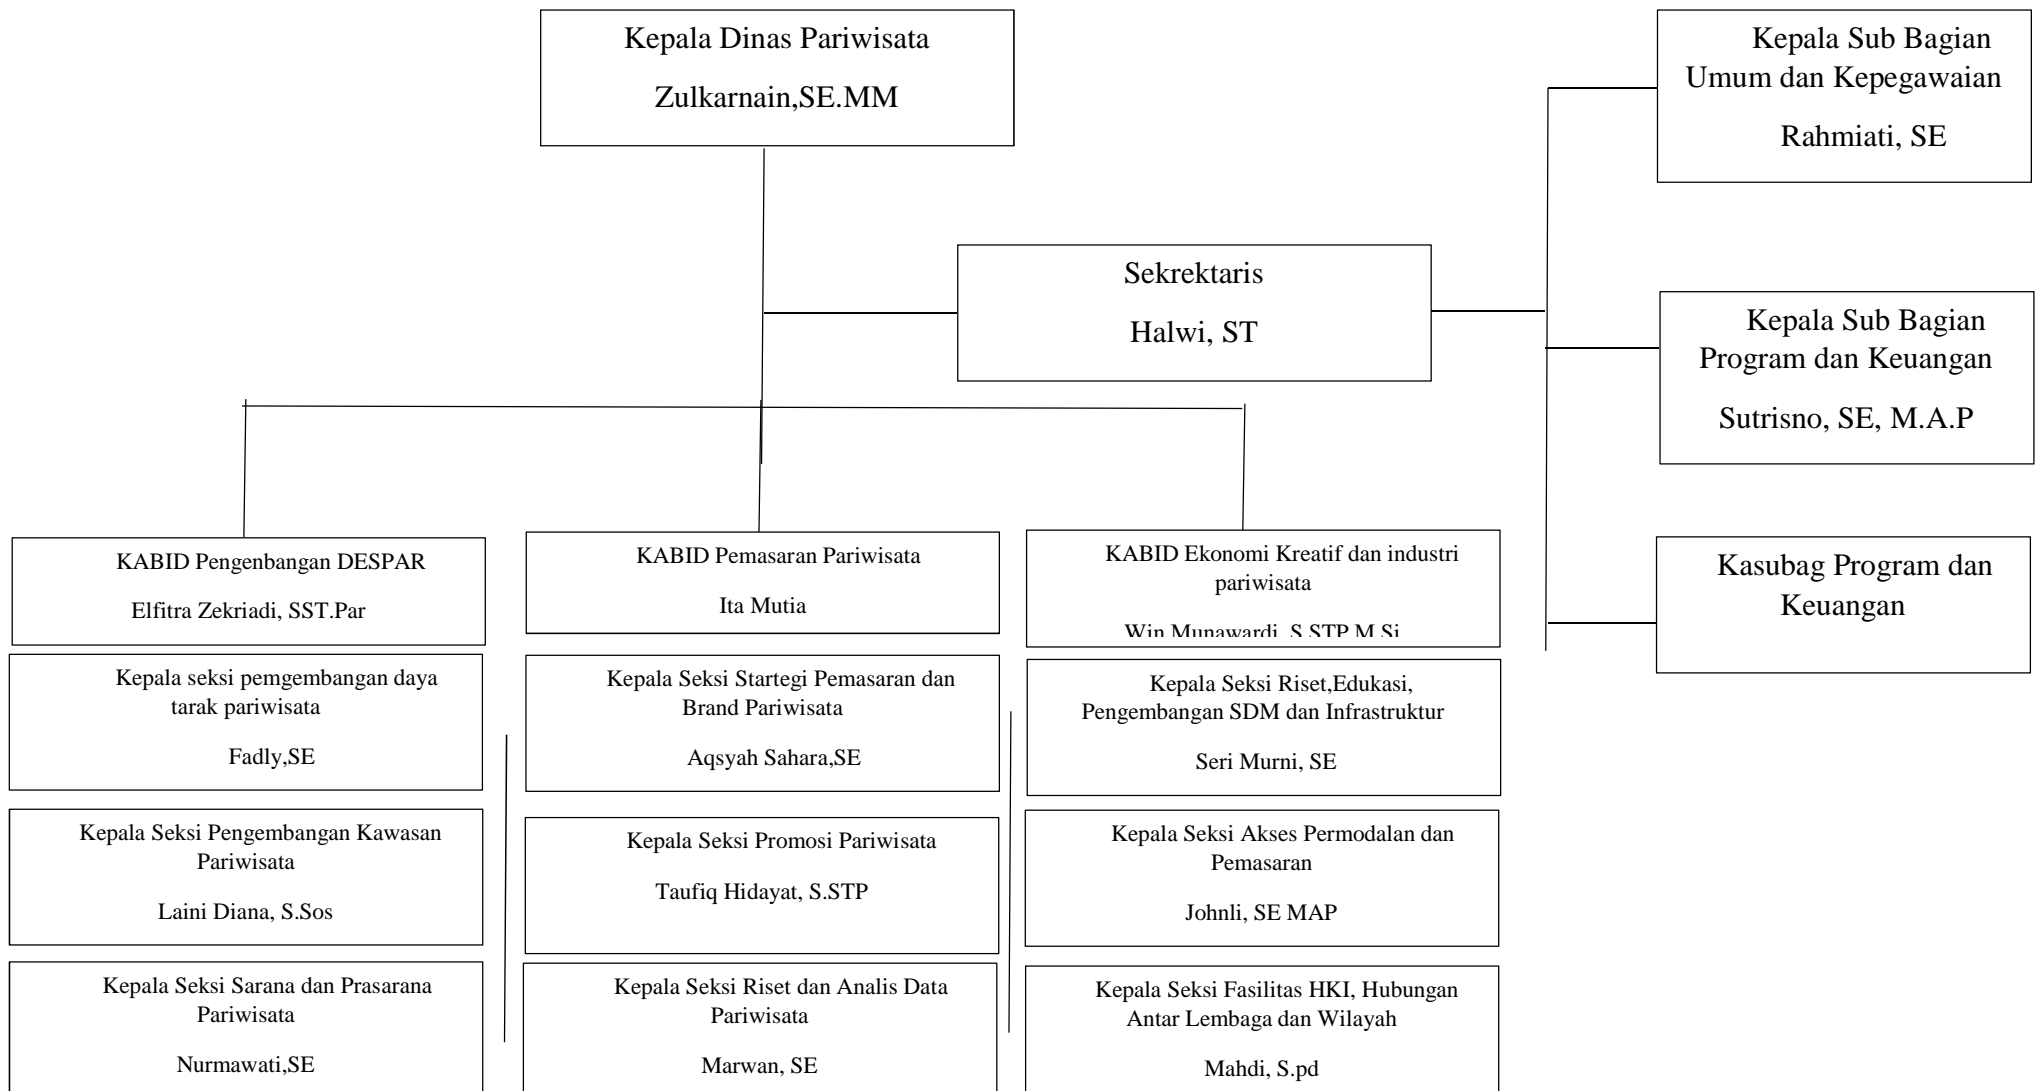 Kepala Dinas Pariwisata
Zulkarnain,SE.MM
Kepala Sub Bagian
Umum dan Kepegawaian
Rahmiati, SE
Sekrektaris
Halwi, ST
Kepala Sub Bagian
Program dan Keuangan
Sutrisno, SE, M.A.P
Kasubag Program dan
Keuangan
KABID Pengenbangan DESPAR
Elfitra Zekriadi, SST.Par
KABID Pemasaran Pariwisata
Ita Mutia
KABID Ekonomi Kreatif dan industri
pariwisata
Win Munawardi, S.STP.M.Si
Kepala seksi pemgembangan daya
tarak pariwisata
Fadly,SE
Kepala Seksi Startegi Pemasaran dan
Brand Pariwisata
Aqsyah Sahara,SE
Kepala Seksi Riset,Edukasi,
Pengembangan SDM dan Infrastruktur
Seri Murni, SE
Kepala Seksi Pengembangan Kawasan
Pariwisata
Laini Diana, S.Sos
Kepala Seksi Promosi Pariwisata
Taufiq Hidayat, S.STP
Kepala Seksi Akses Permodalan dan
Pemasaran
Johnli, SE MAP
Kepala Seksi Sarana dan Prasarana
Pariwisata
Nurmawati,SE
Kepala Seksi Riset dan Analis Data
Pariwisata
Marwan, SE
Kepala Seksi Fasilitas HKI, Hubungan
Antar Lembaga dan Wilayah
Mahdi, S.pd